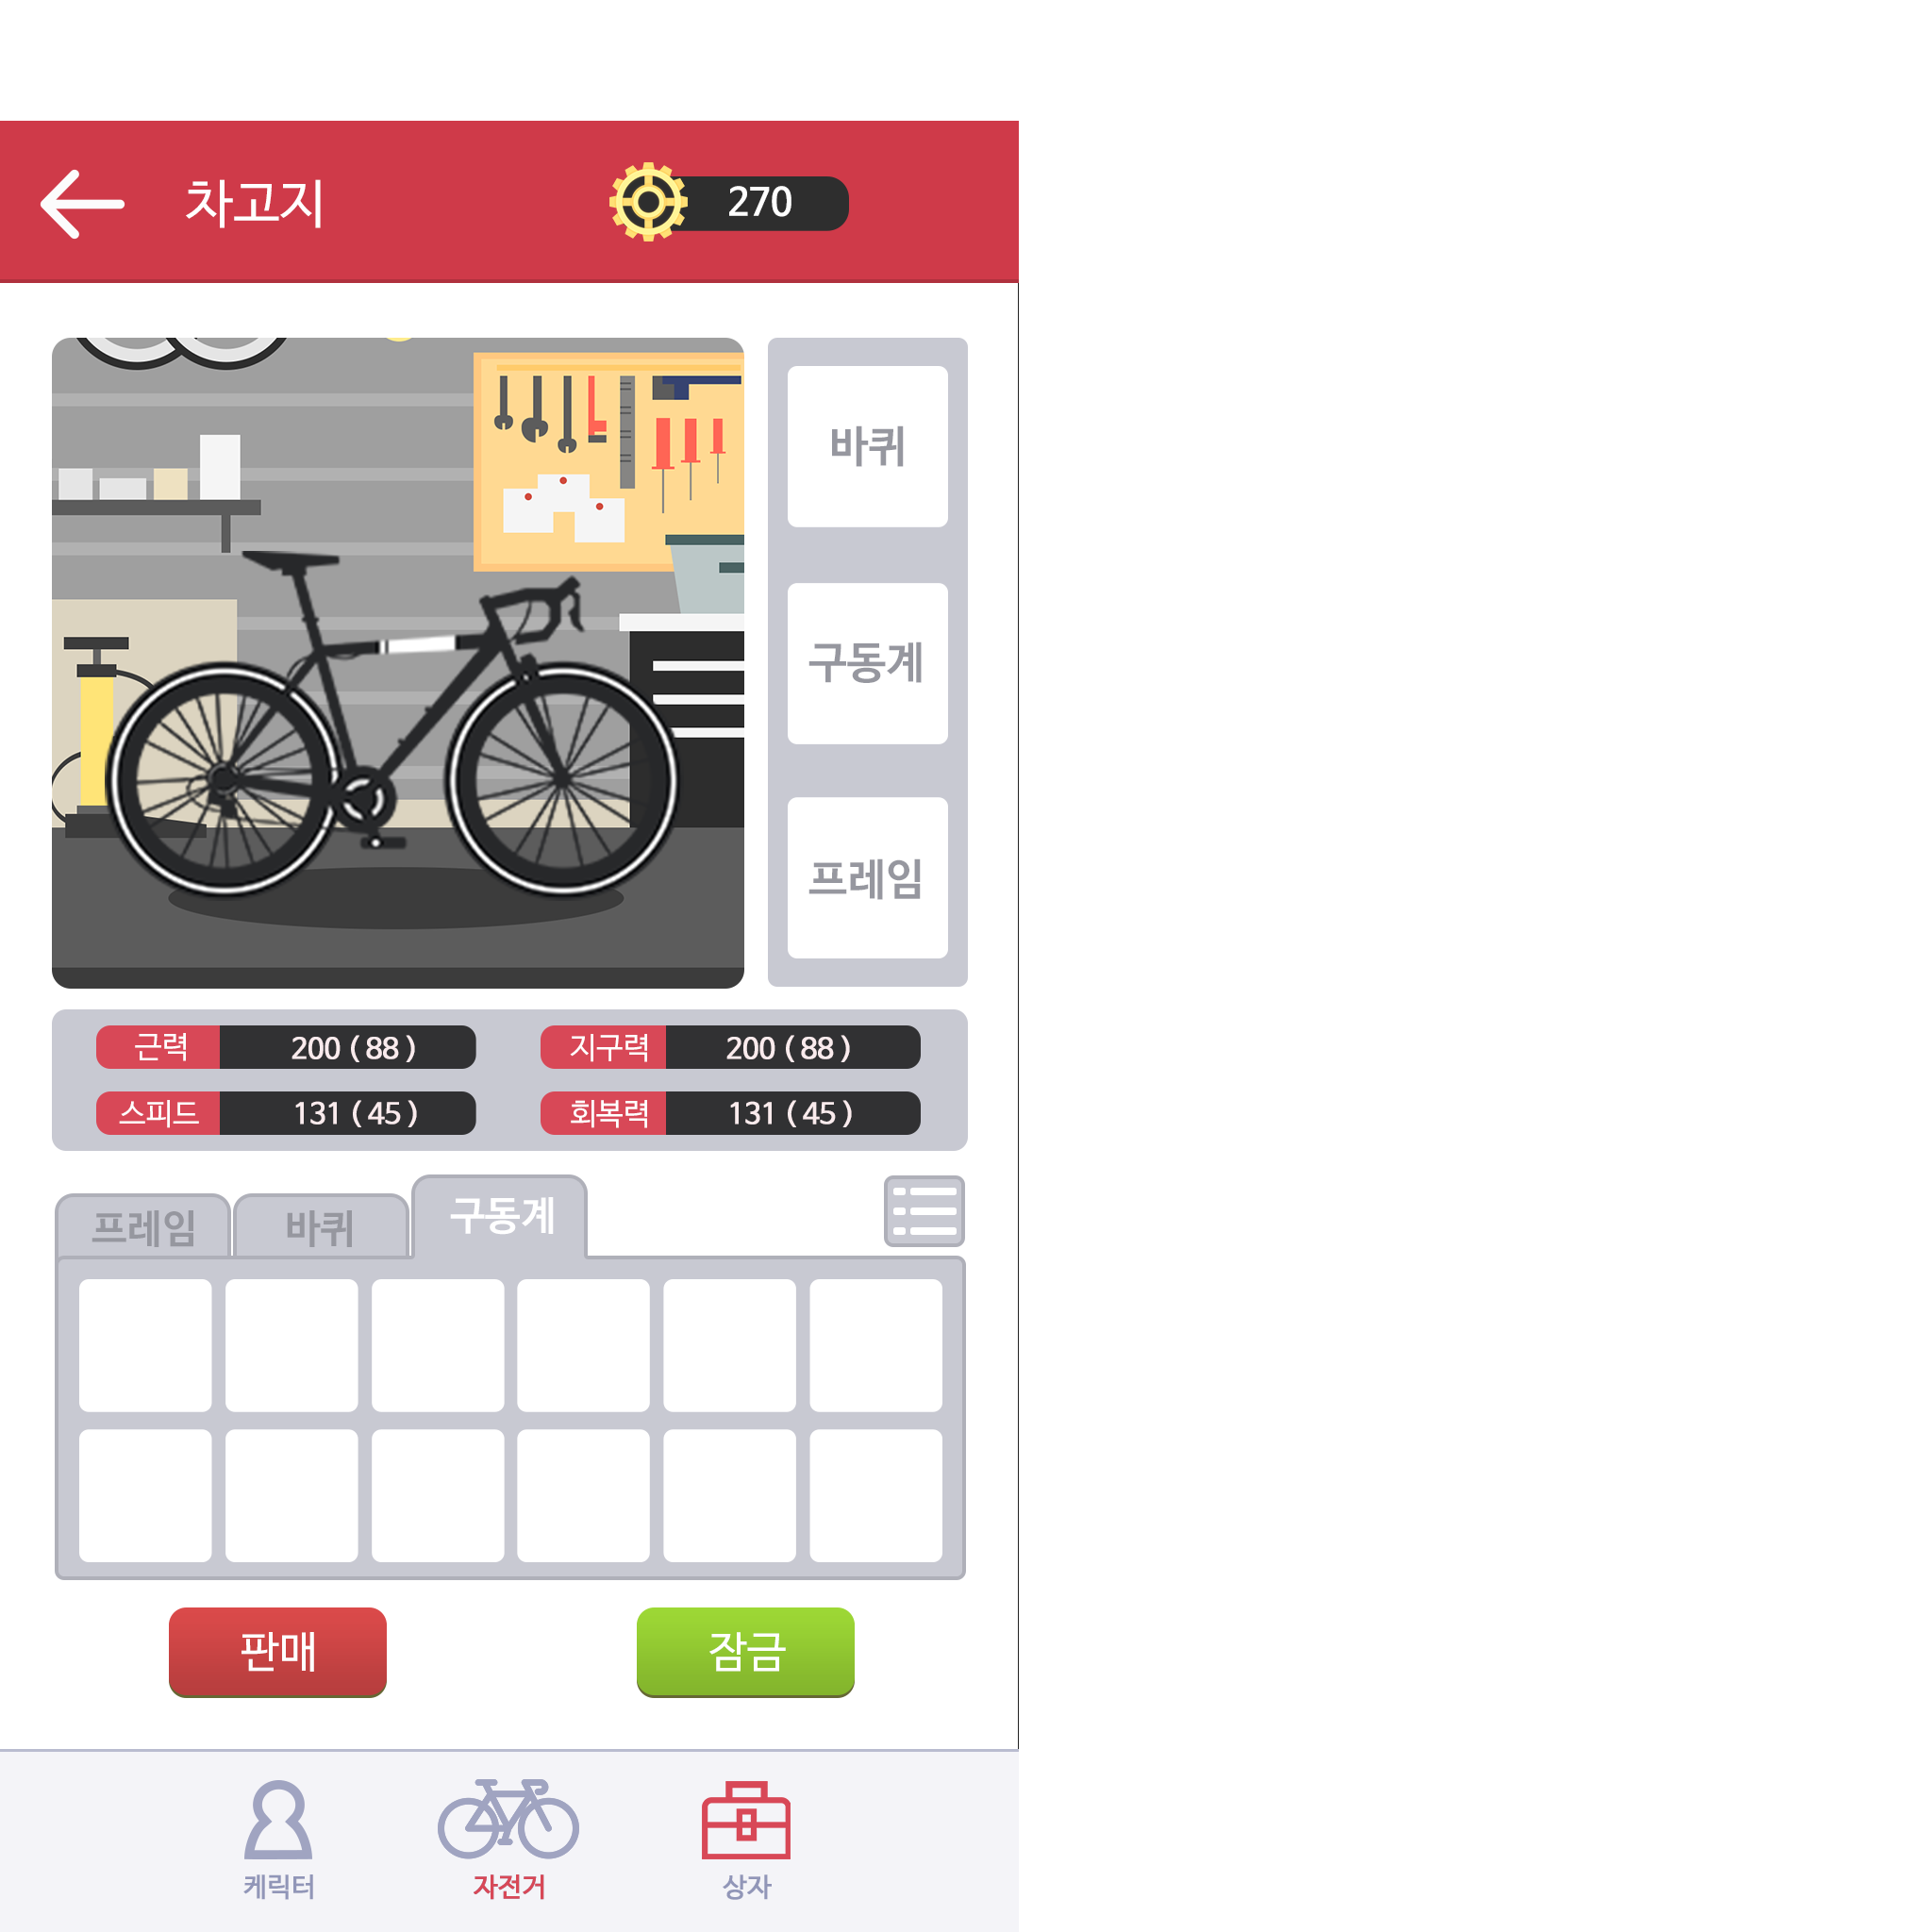 차고지
270
바퀴
구동계
프레임
근력 200 ( 88 )
지구력 200 ( 88 )
스피드 131 ( 45 )
회복력 131 ( 45 )
프레임
바퀴
구동계
판매
잠금
케릭터
자전거
상자